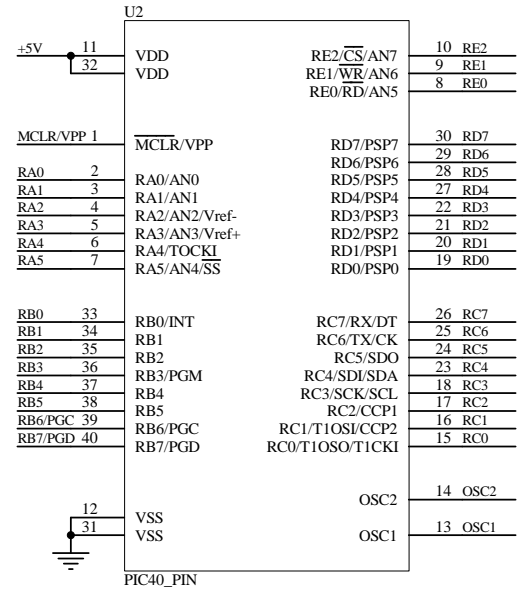 U2
+5V 11 VDD RE2/CS/AN7 10 RE2
32 VDD RE1/WR/AN6 9 RE1
RE0/RD/AN5 8 RE0
MCLR/VPP 1 MCLR/VPP RD7/PSP7 30 RD7
RD6/PSP6 29 RD6
RA0 2 RA0/AN0 RD5/PSP5 28 RD5
RA1 3 RA1/AN1 RD4/PSP4 27 RD4
RA2 4 RA2/AN2/Vref- RD3/PSP3 22 RD3
RA3 5 RA3/AN3/Vref+ RD2/PSP2 21 RD2
RA4 6 RA4/TOCKI RD1/PSP1 20 RD1
RA5 7 RA5/AN4/SS RD0/PSP0 19 RD0
RB0 33 RB0/INT RC7/RX/DT 26 RC7
RB1 34 RB1 RC6/TX/CK 25 RC6
RB2 35 RB2 RC5/SDO 24 RC5
RB3 36 RB3/PGM RC4/SDI/SDA 23 RC4
RB4 37 RB4 RC3/SCK/SCL 18 RC3
RB5 38 RB5 RC2/CCP1 17 RC2
RB6/PGC 39 RB6/PGC RC1/T1OSI/CCP2 16 RC1
RB7/PGD 40 RB7/PGD RC0/T1OSO/T1CKI 15 RC0
OSC2 14 OSC2
12 VSS
31 VSS OSC1 13 OSC1
PIC40_PIN